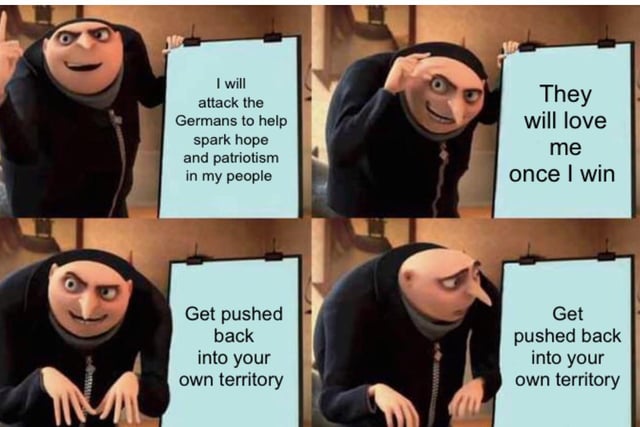 I will
attack the
Germans to help
spark hope
and patriotism
in my people
They
will love
me
once I win
Get pushed
back
into your
own territory
Get
pushed back
into your
own territory